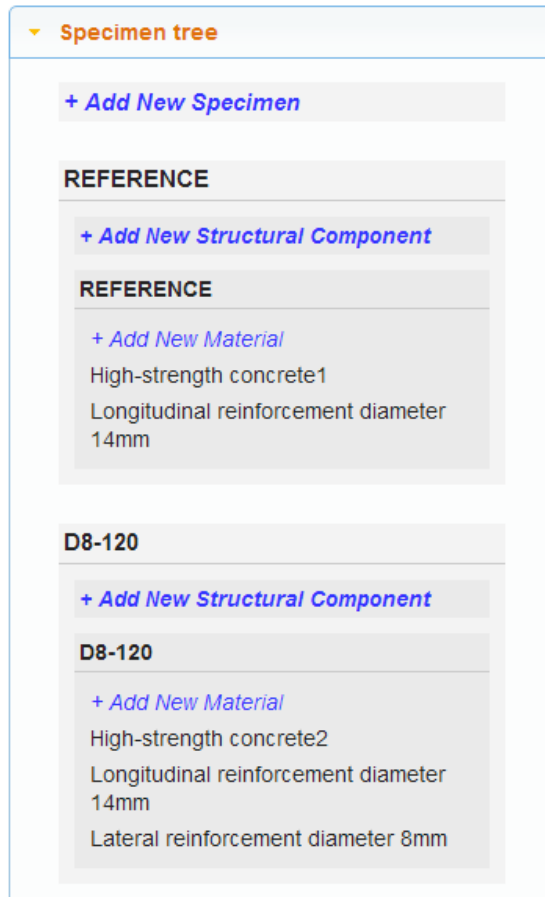 Specimen tree
+ Add New Specimen
REFERENCE
+ Add New Structural Component
REFERENCE
+ Add New Material
High-strength concrete1
Longitudinal reinforcement diameter
14mm
D8-120
+ Add New Structural Component
D8-120
+ Add New Material
High-strength concrete2
Longitudinal reinforcement diameter
14mm
Lateral reinforcement diameter 8mm